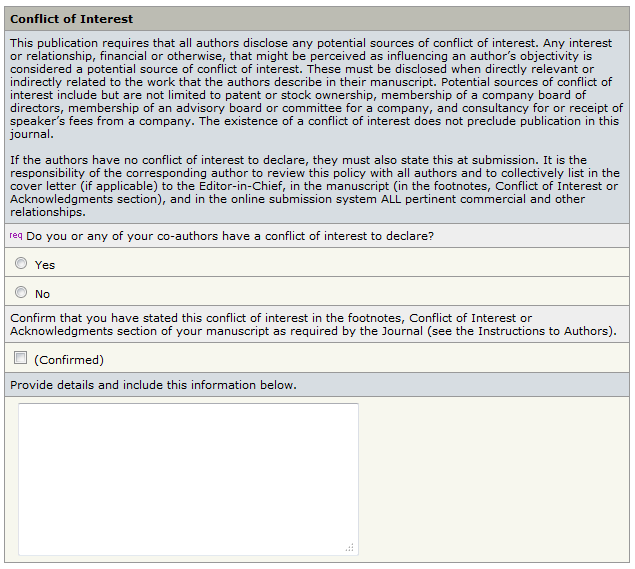 Conflict of Interest
This publication requires that all authors disclose any potential sources of conflict of interest. Any interest
or relationship, financial or otherwise, that might be perceived as influencing an author’s objectivity is
considered a potential source of conflict of interest. These must be disclosed when directly relevant or
indirectly related to the work that the authors describe in their manuscript. Potential sources of conflict of
interest include but are not limited to patent or stock ownership, membership of a company board of
directors, membership of an advisory board or committee for a company, and consultancy for or receipt of
speaker’s fees from a company. The existence of a conflict of interest does not preclude publication in this
journal.
If the authors have no conflict of interest to declare, they must also state this at submission. It is the
responsibility of the corresponding author to review this policy with all authors and to collectively list in the
cover letter (if applicable) to the Editor-in-Chief, in the manuscript (in the footnotes, Conflict of Interest or
Acknowledgments section), and in the online submission system ALL pertinent commercial and other
relationships.
req Do you or any of your co-authors have a conflict of interest to declare?
Yes
No
Confirm that you have stated this conflict of interest in the footnotes, Conflict of Interest or
Acknowledgments section of your manuscript as required by the Journal (see the Instructions to Authors).
(Confirmed)
Provide details and include this information below.